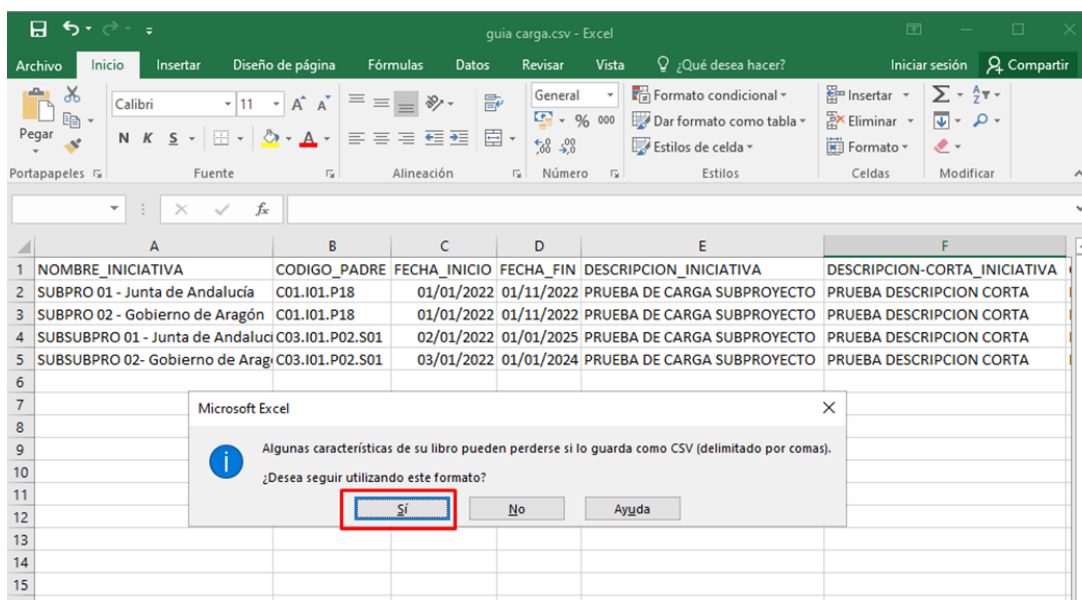 guia carga.csv - Excel
Archivo Inicio Insertar Diseño de página Fórmulas Datos Revisar Vista ¿Qué desea hacer? Iniciar sesión Compartir
Pegar
Calibri 11 A A
N K S A
General
% 000
Formato condicional
Dar formato como tabla
Estilos de celda
Insertar
Eliminar
Formato
Portapapeles Fuente Alineación Número Estilos Celdas Modificar
fx
A B C D E F
1 NOMBRE_INICIATIVA CODIGO_PADRE FECHA_INICIO FECHA_FIN DESCRIPCION_INICIATIVA DESCRIPCION-CORTA_INICIATIVA
2 SUBPRO 01 - Junta de Andalucía C01.I01.P18 01/01/2022 01/11/2022 PRUEBA DE CARGA SUBPROYECTO PRUEBA DESCRIPCION CORTA
3 SUBPRO 02 - Gobierno de Aragón C01.I01.P18 01/01/2022 01/11/2022 PRUEBA DE CARGA SUBPROYECTO PRUEBA DESCRIPCION CORTA
4 SUBSUBPRO 01 - Junta de Andaluci C03.I01.P02.S01 02/01/2022 01/01/2025 PRUEBA DE CARGA SUBPROYECTO PRUEBA DESCRIPCION CORTA
5 SUBSUBPRO 02- Gobierno de Arag C03.I01.P02.S01 03/01/2022 01/01/2024 PRUEBA DE CARGA SUBPROYECTO PRUEBA DESCRIPCION CORTA
6
7
8
9
10
11
12
13
14
15
Microsoft Excel
Algunas características de su libro pueden perderse si lo guarda como CSV (delimitado por comas).
¿Desea seguir utilizando este formato?
Sí No Ayuda